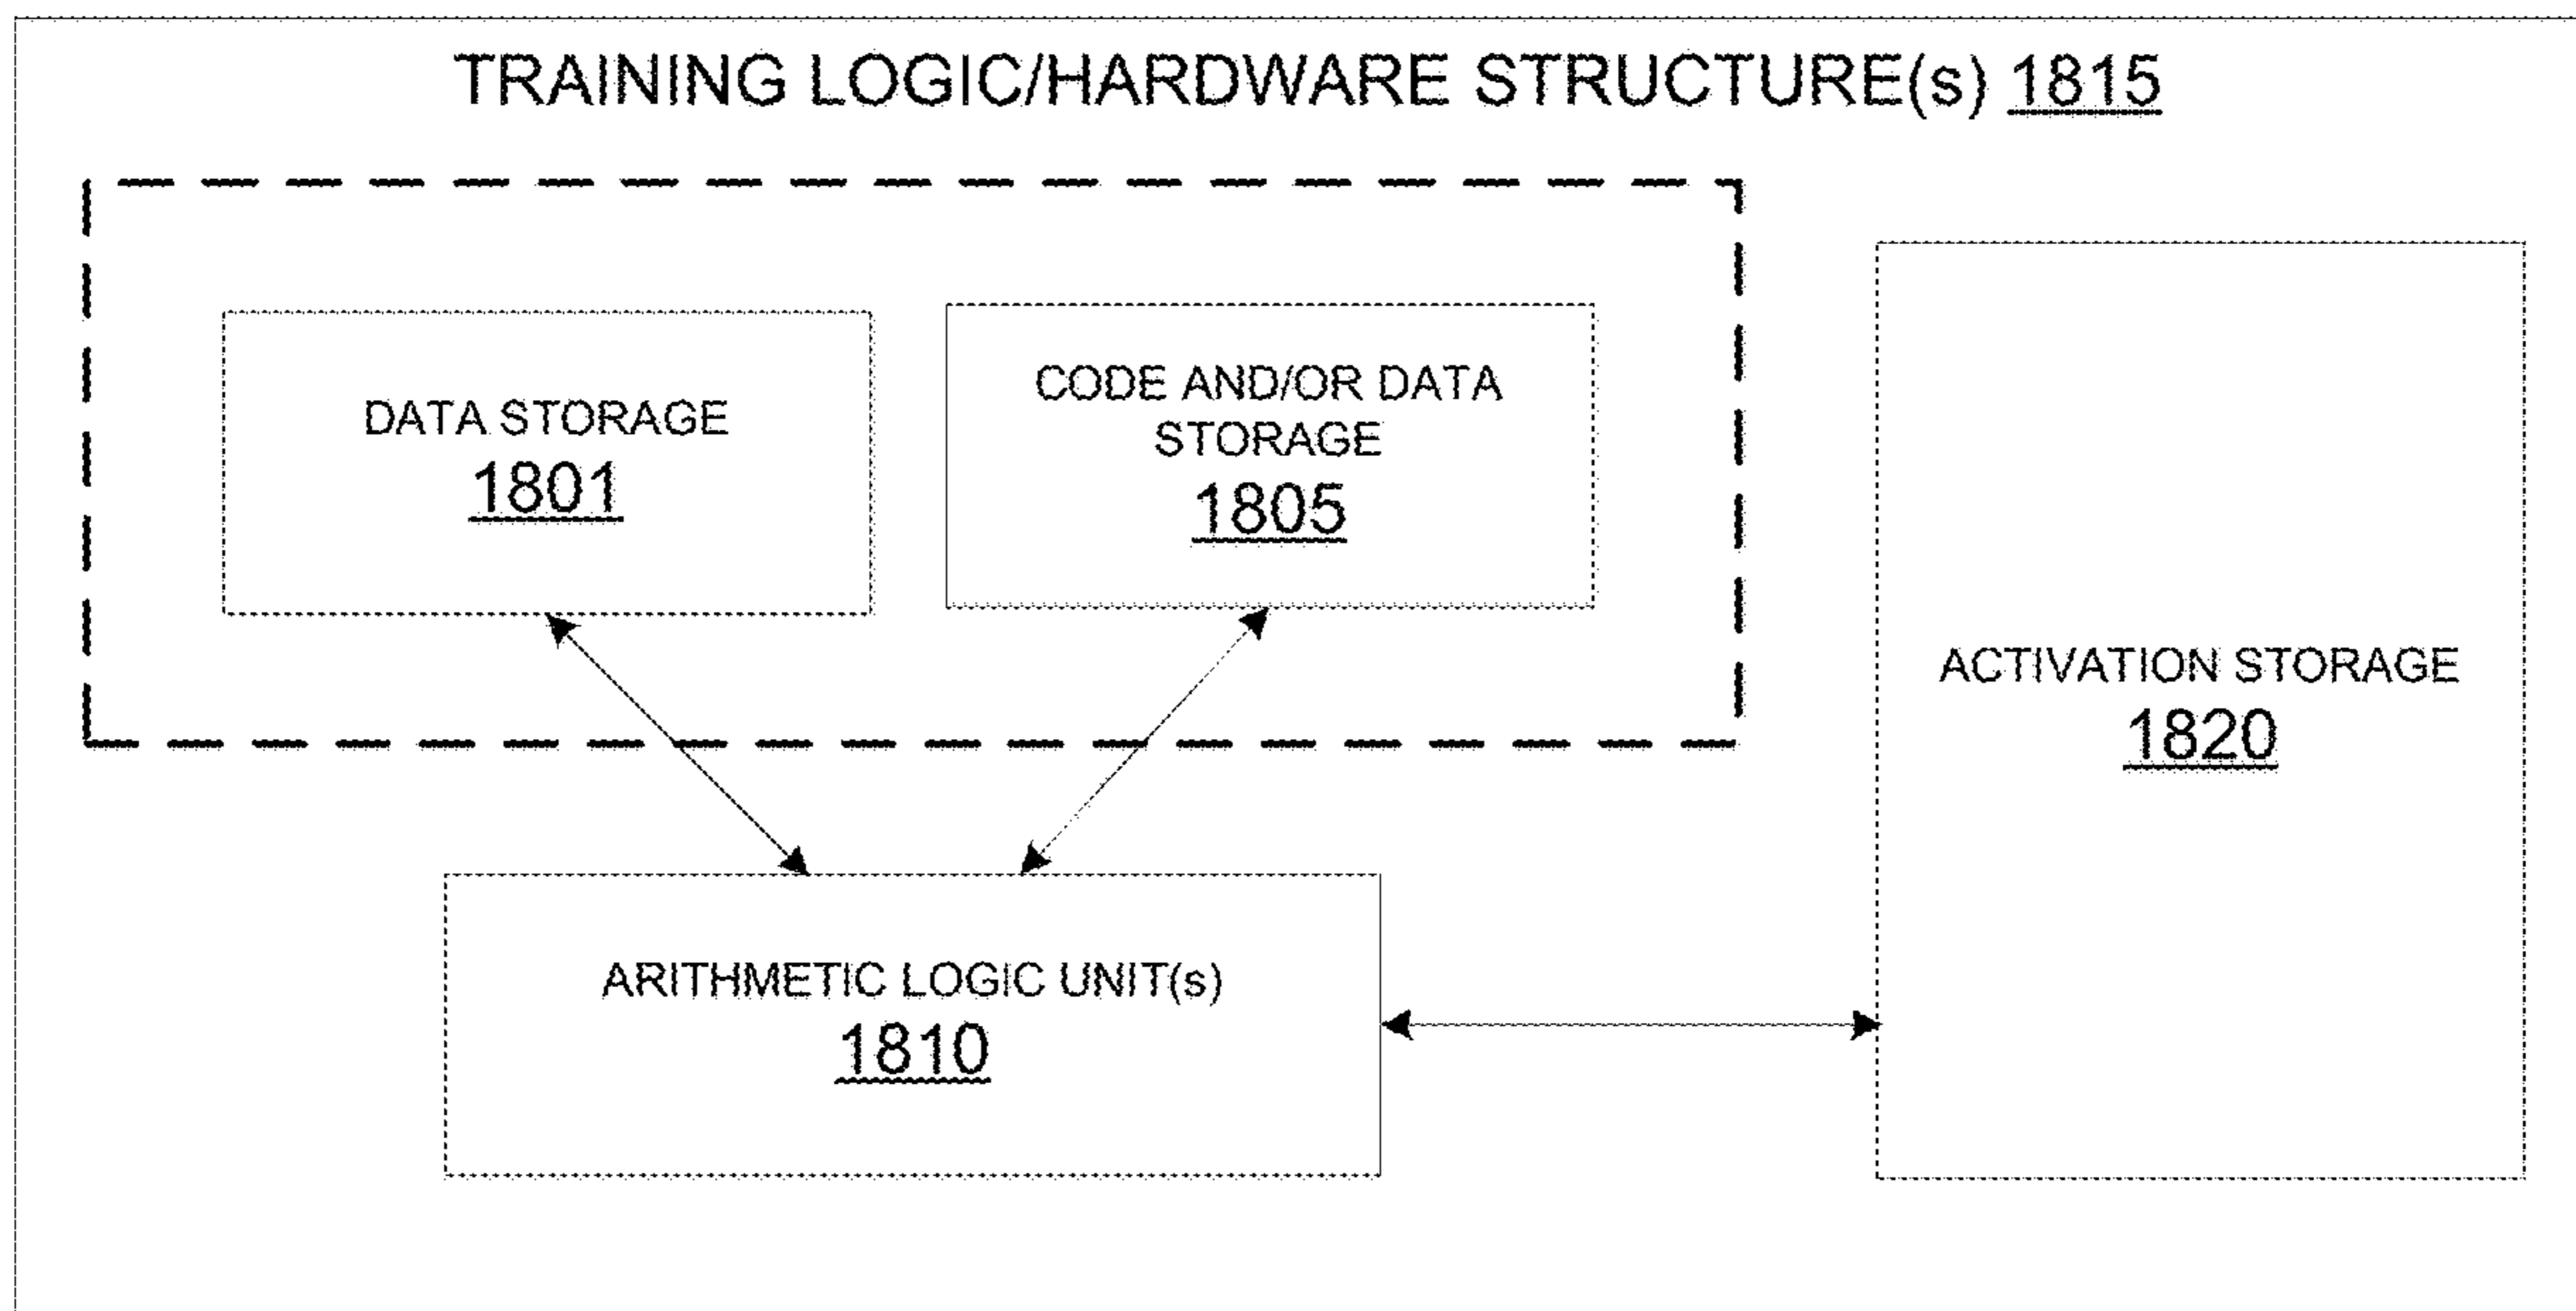 TRAINING LOGIC/HARDWARE STRUCTURE(s) 1815
DATA STORAGE
1801
CODE AND/OR DATA
STORAGE
1805
ACTIVATION STORAGE
1820
ARITHMETIC LOGIC UNIT(s)
1810